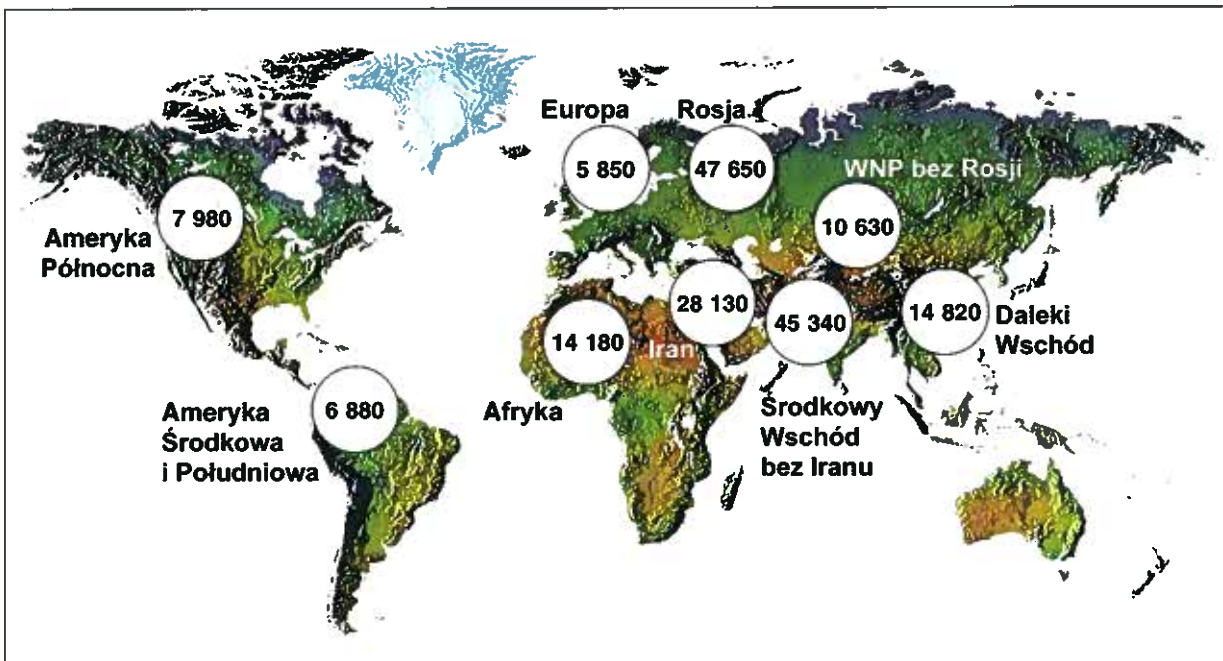 Europa
Rosja
5 850
47 650
WNP bez Rosji
7 980
10 630
Ameryka
Północna
28 130
45 340
14 820
Daleki
Wschód
14 180
Iran
6 880
Ameryka
Środkowa
i Południowa
Afryka
Środkowy
Wschód
bez Iranu